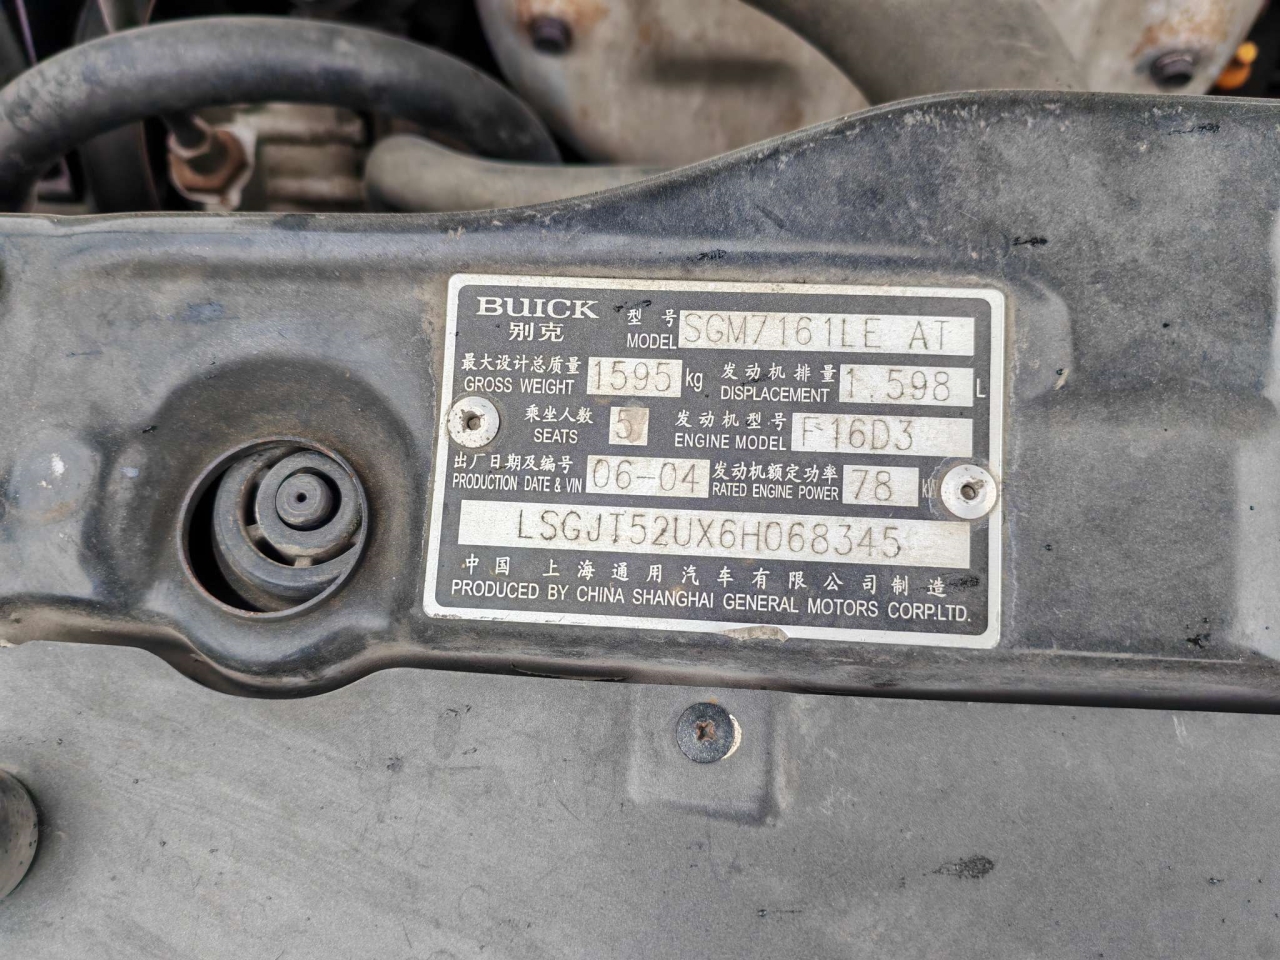 BUICK 型号
别克 MODEL SGM7161LE AT
最大设计总质量 1595 kg 发动机排量 1.598 L
GROSS WEIGHT DISPLACEMENT
乘坐人数 5 发动机型号 F16D3
SEATS ENGINE MODEL
出厂日期及编号 06-04 发动机额定功率 78 kW
PRODUCTION DATE & VIN RATED ENGINE POWER
LSGJT52UX6H068345
中国 上海通用汽车有限公司制造
PRODUCED BY CHINA SHANGHAI GENERAL MOTORS CORP.LTD.